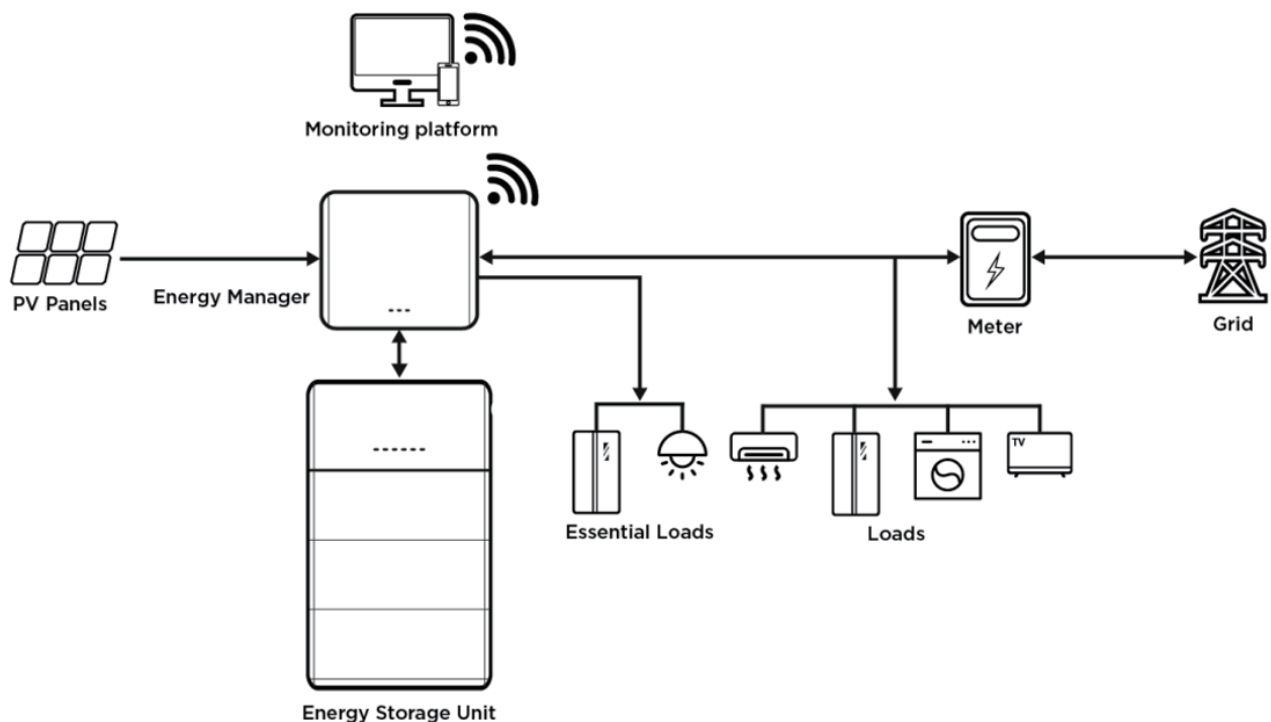 Monitoring platform
PV Panels
Energy Manager
Meter
Grid
TV
Essential Loads
Loads
Energy Storage Unit